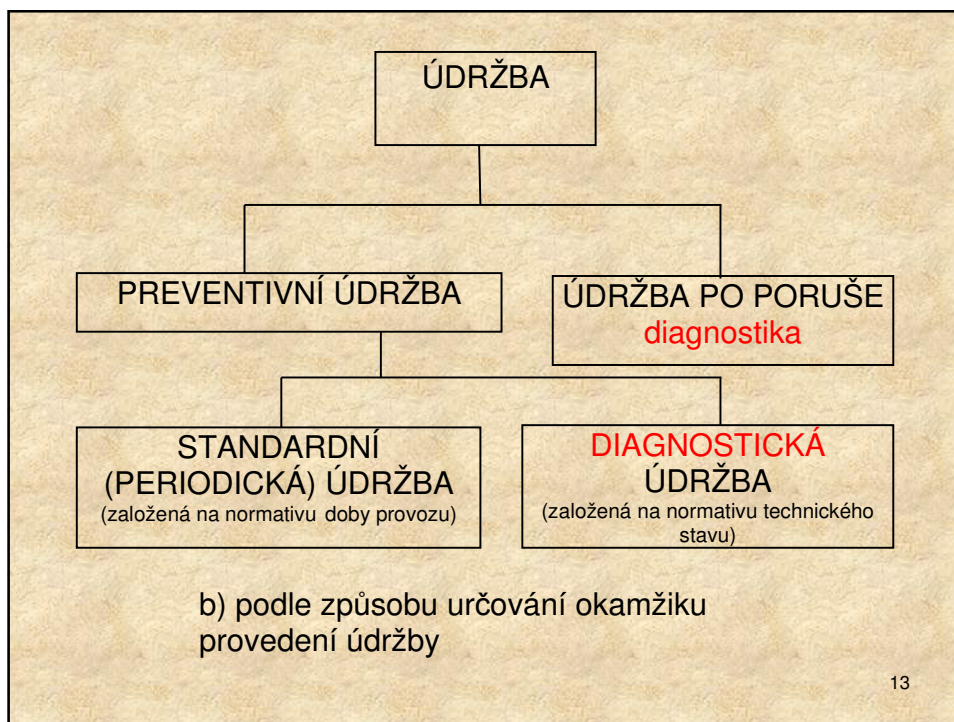 ÚDRŽBA
PREVENTIVNÍ ÚDRŽBA
ÚDRŽBA PO PORUŠE
diagnostika
STANDARDNÍ
(PERIODICKÁ) ÚDRŽBA
(založená na normativu doby provozu)
DIAGNOSTICKÁ
ÚDRŽBA
(založená na normativu technického
stavu)
b) podle způsobu určování okamžiku
provedení údržby
13